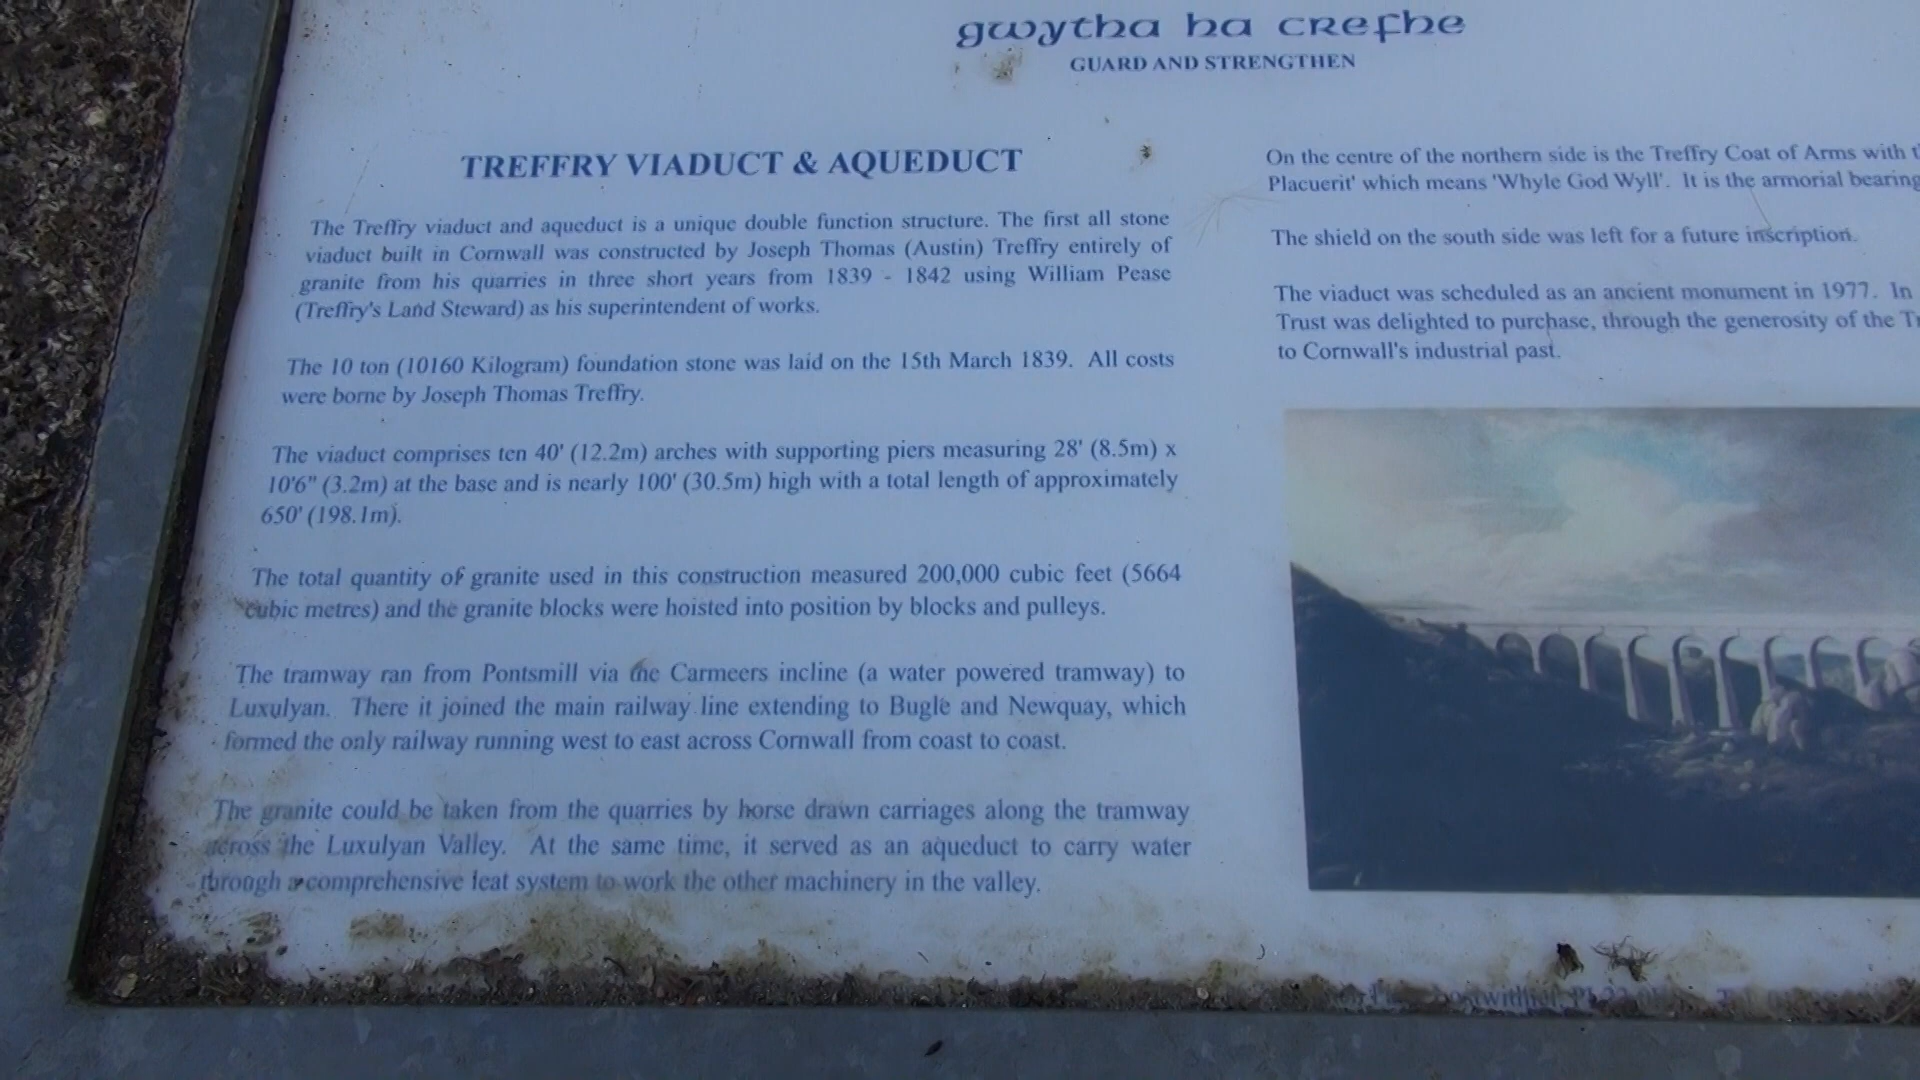 gwytha ha crefhe
GUARD AND STRENGTHEN
TREFFRY VIADUCT & AQUEDUCT
The Treffry viaduct and aqueduct is a unique double function structure. The first all stone
viaduct built in Cornwall was constructed by Joseph Thomas (Austin) Treffry entirely of
granite from his quarries in three short years from 1839 - 1842 using William Pease
(Treffry's Land Steward) as his superintendent of works.
The 10 ton (10160 Kilogram) foundation stone was laid on the 15th March 1839. All costs
were borne by Joseph Thomas Treffry.
The viaduct comprises ten 40' (12.2m) arches with supporting piers measuring 28' (8.5m) x
10'6" (3.2m) at the base and is nearly 100' (30.5m) high with a total length of approximately
650' (198.1m).
The total quantity of granite used in this construction measured 200,000 cubic feet (5664
cubic metres) and the granite blocks were hoisted into position by blocks and pulleys.
The tramway ran from Pontsmill via the Carmeers incline (a water powered tramway) to
Luxulyan. There it joined the main railway line extending to Bugle and Newquay, which
formed the only railway running west to east across Cornwall from coast to coast.
The granite could be taken from the quarries by horse drawn carriages along the tramway
across the Luxulyan Valley. At the same time, it served as an aqueduct to carry water
through a comprehensive leat system to work the other machinery in the valley.
On the centre of the northern side is the Treffry Coat of Arms with
Placuerit' which means 'Whyle God Wyll'. It is the armorial bearing
The shield on the south side was left for a future inscription.
The viaduct was scheduled as an ancient monument in 1977. In
Trust was delighted to purchase, through the generosity of the
to Cornwall's industrial past.